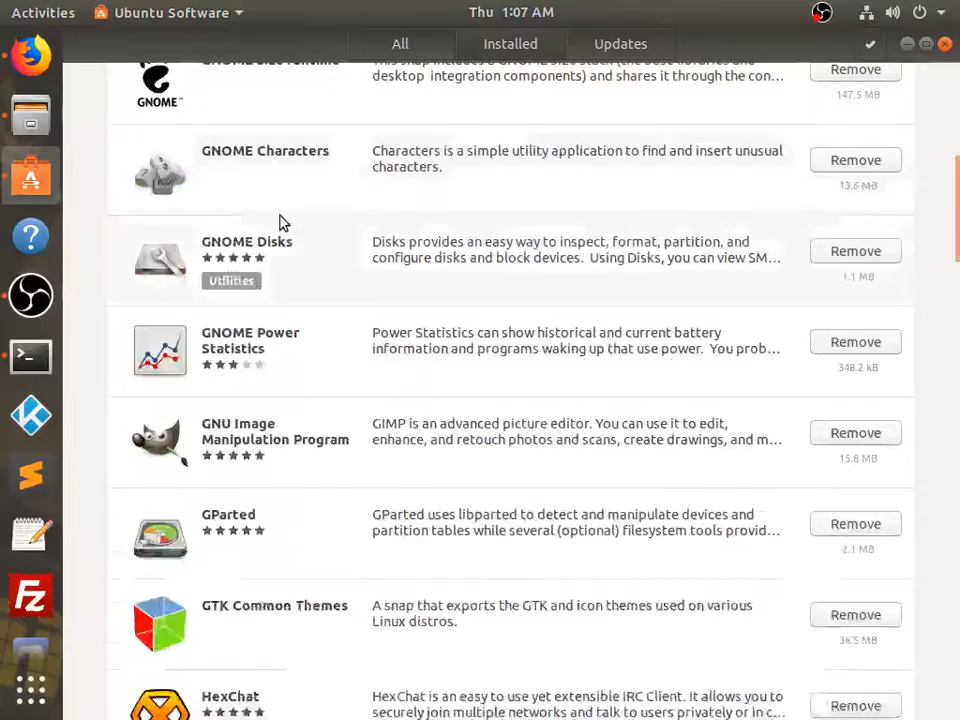 Activities
Ubuntu Software
Thu 1:07 AM
All
Installed
Updates
desktop integration components) and shares it through the con...
Remove
147.5 MB
GNOME
GNOME Characters
Characters is a simple utility application to find and insert unusual
characters.
Remove
13.6 MB
GNOME Disks
Utilities
Disks provides an easy way to inspect, format, partition, and
configure disks and block devices. Using Disks, you can view SM...
Remove
1.1 MB
GNOME Power
Statistics
Power Statistics can show historical and current battery
information and programs waking up that use power. You prob...
Remove
348.2 kB
GNU Image
Manipulation Program
GIMP is an advanced picture editor. You can use it to edit,
enhance, and retouch photos and scans, create drawings, and m...
Remove
15.8 MB
GParted
GParted uses libparted to detect and manipulate devices and
partition tables while several (optional) filesystem tools provid...
Remove
2.1 MB
GTK Common Themes
A snap that exports the GTK and icon themes used on various
Linux distros.
Remove
HexChat
HexChat is an easy to use yet extensible IRC Client. It allows you to
securely join multiple networks and talk to users privately or in c...
Remove
Fz